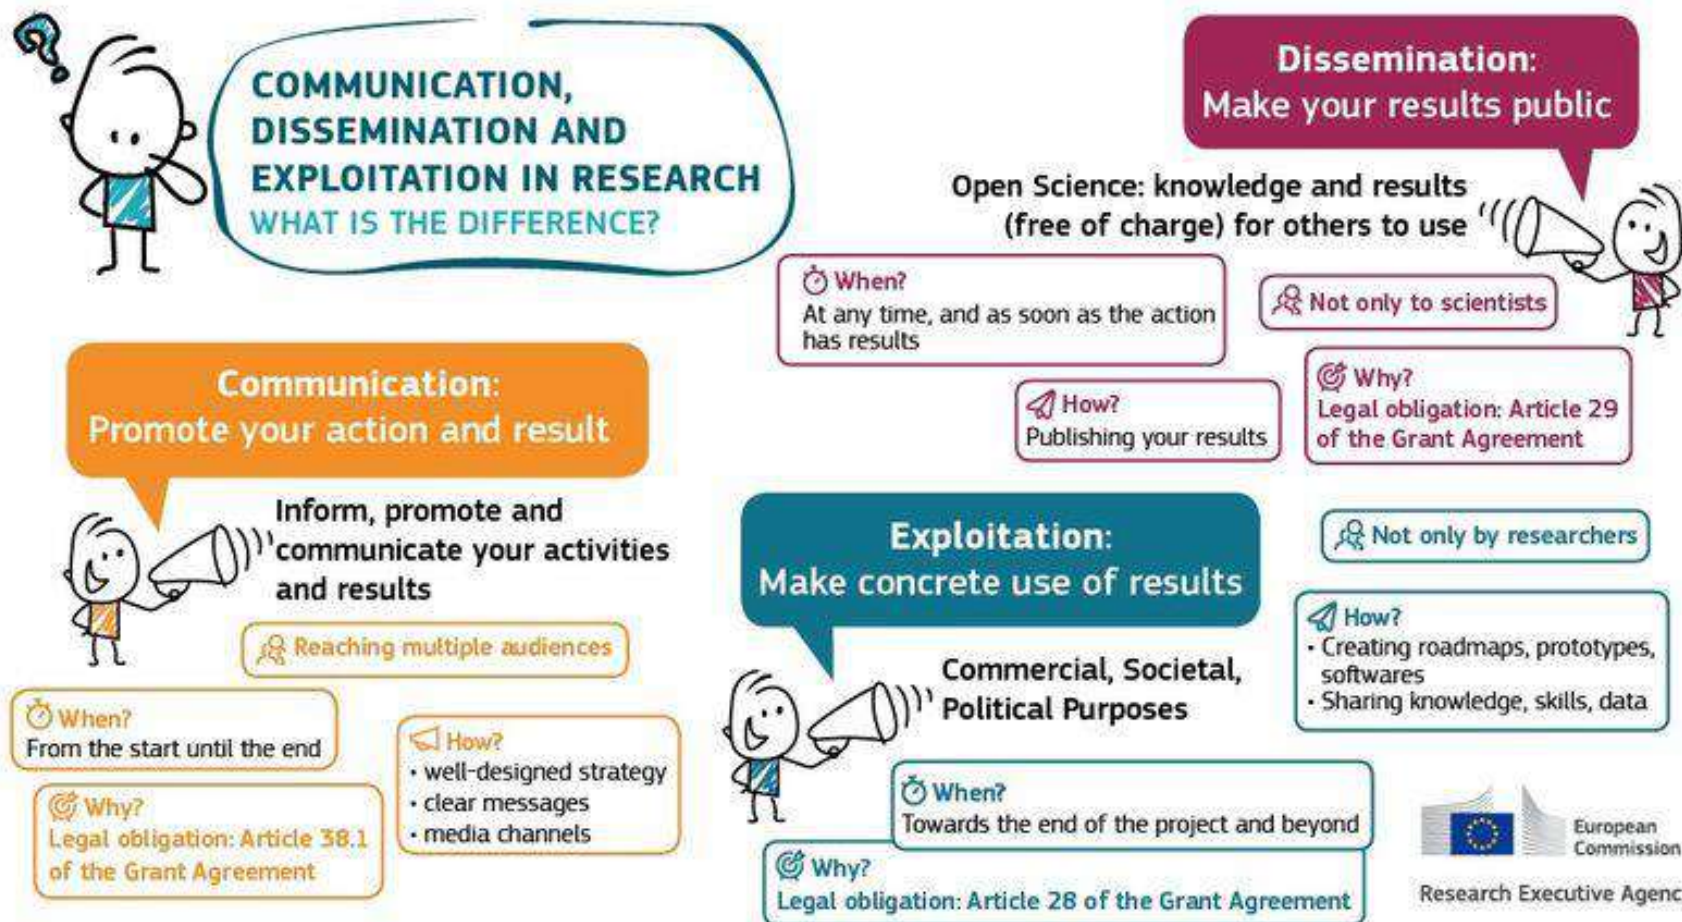 COMMUNICATION,
DISSEMINATION AND
EXPLOITATION IN RESEARCH
WHAT IS THE DIFFERENCE?
Dissemination:
Make your results public
Open Science: knowledge and results
(free of charge) for others to use
When?
At any time, and as soon as the action
has results
Not only to scientists
How?
Publishing your results
Why?
Legal obligation: Article 29
of the Grant Agreement
Communication:
Promote your action and result
Inform, promote and
communicate your activities
and results
Reaching multiple audiences
When?
From the start until the end
How?
• well-designed strategy
• clear messages
• media channels
Why?
Legal obligation: Article 38.1
of the Grant Agreement
Exploitation:
Make concrete use of results
Commercial, Societal,
Political Purposes
Not only by researchers
How?
• Creating roadmaps, prototypes,
softwares
• Sharing knowledge, skills, data
When?
Towards the end of the project and beyond
Why?
Legal obligation: Article 28 of the Grant Agreement
European
Commission
Research Executive Agenc